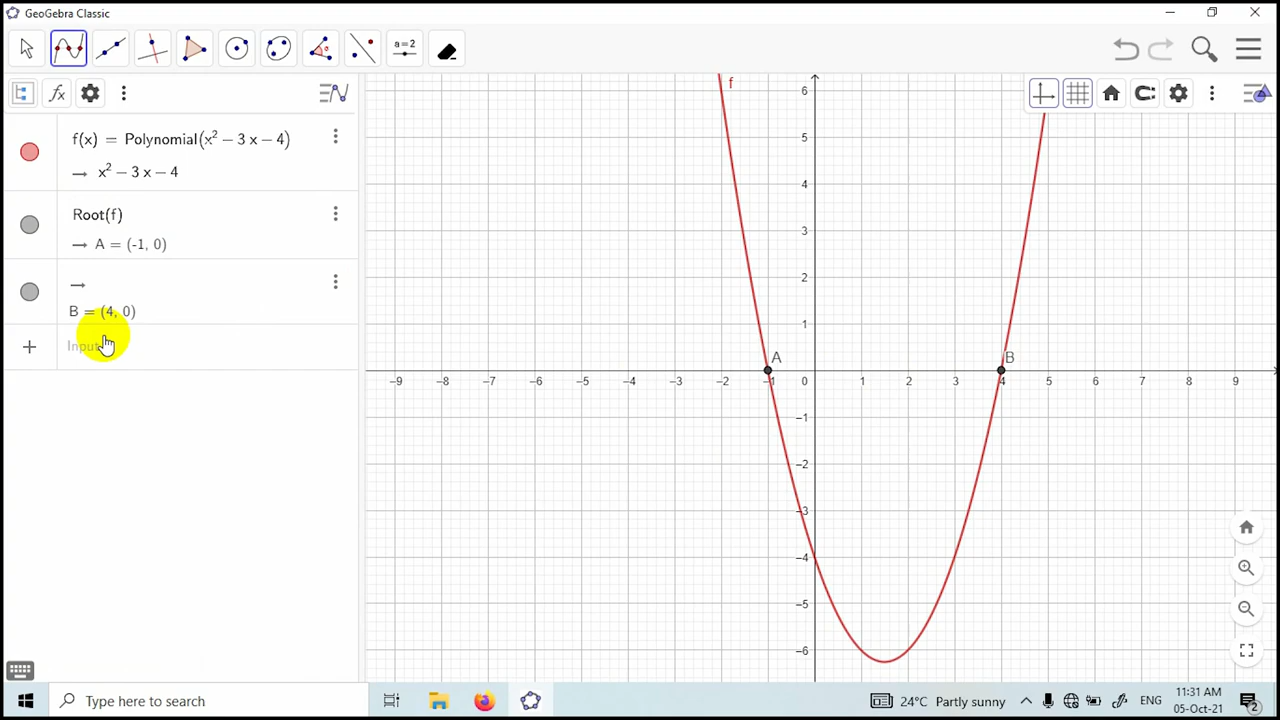 GeoGebra Classic
a=2
f(x) = Polynomial(x² − 3 x − 4)
→ x² − 3 x − 4
Root(f)
→ A = (-1, 0)
→
B = (4, 0)
+ Input
f
6
5
4
3
2
1
−1
−2
−3
−4
−5
−6
−9 −8 −7 −6 −5 −4 −3 −2 −1 0 1 2 3 4 5 6 7 8 9
A
B
Type here to search
24°C Partly sunny
ENG
11:31 AM
05-Oct-21
2